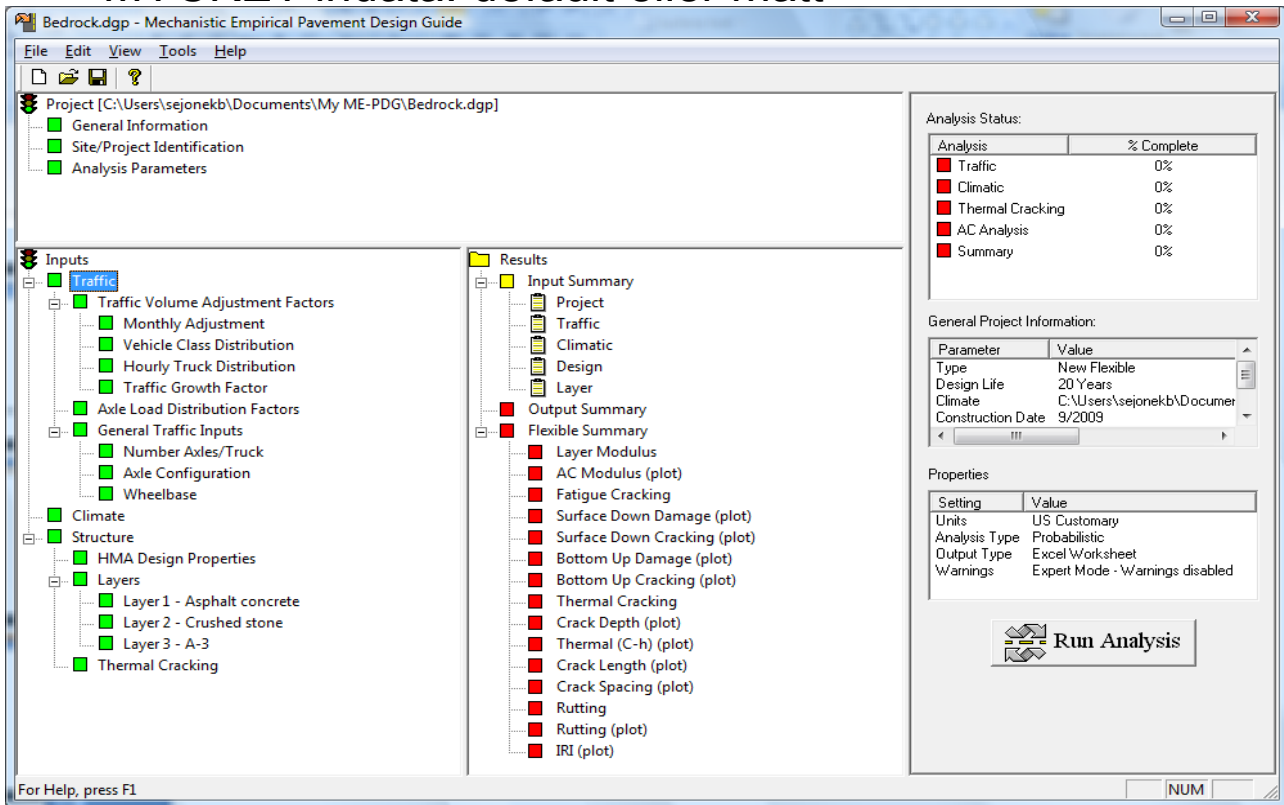 Bedrock.dgp - Mechanistic Empirical Pavement Design Guide
File Edit View Tools Help
Project [C:\Users\sejonekb\Documents\My ME-PDG\Bedrock.dgp]
General Information
Site/Project Identification
Analysis Parameters
Inputs
Traffic
Traffic Volume Adjustment Factors
Monthly Adjustment
Vehicle Class Distribution
Hourly Truck Distribution
Traffic Growth Factor
Axle Load Distribution Factors
General Traffic Inputs
Number Axles/Truck
Axle Configuration
Wheelbase
Climate
Structure
HMA Design Properties
Layers
Layer 1 - Asphalt concrete
Layer 2 - Crushed stone
Layer 3 - A-3
Thermal Cracking
Results
Input Summary
Project
Traffic
Climatic
Design
Layer
Output Summary
Flexible Summary
Layer Modulus
AC Modulus (plot)
Fatigue Cracking
Surface Down Damage (plot)
Surface Down Cracking (plot)
Bottom Up Damage (plot)
Bottom Up Cracking (plot)
Thermal Cracking
Crack Depth (plot)
Thermal (C-h) (plot)
Crack Length (plot)
Crack Spacing (plot)
Rutting
Rutting (plot)
IRI (plot)
Analysis Status:
Analysis % Complete
Traffic 0%
Climatic 0%
Thermal Cracking 0%
AC Analysis 0%
Summary 0%
General Project Information:
Parameter Value
Type New Flexible
Design Life 20 Years
Climate C:\Users\sejonekb\Documer
Construction Date 9/2009
Properties
Setting Value
Units US Customary
Analysis Type Probabilistic
Output Type Excel Worksheet
Warnings Expert Mode - Warnings disabled
Run Analysis
For Help, press F1
NUM